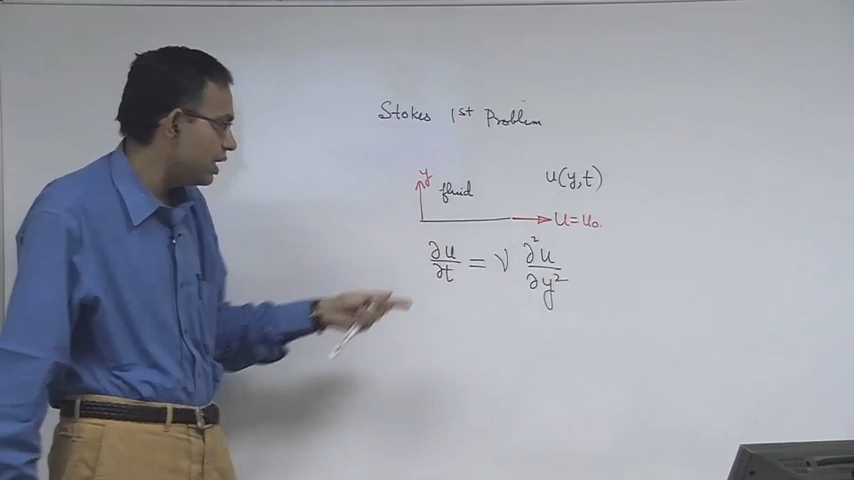 Stokes 1st Problem
y fluid u(y,t)
U=u₀.
∂u/∂t = ν ∂²u/∂y²